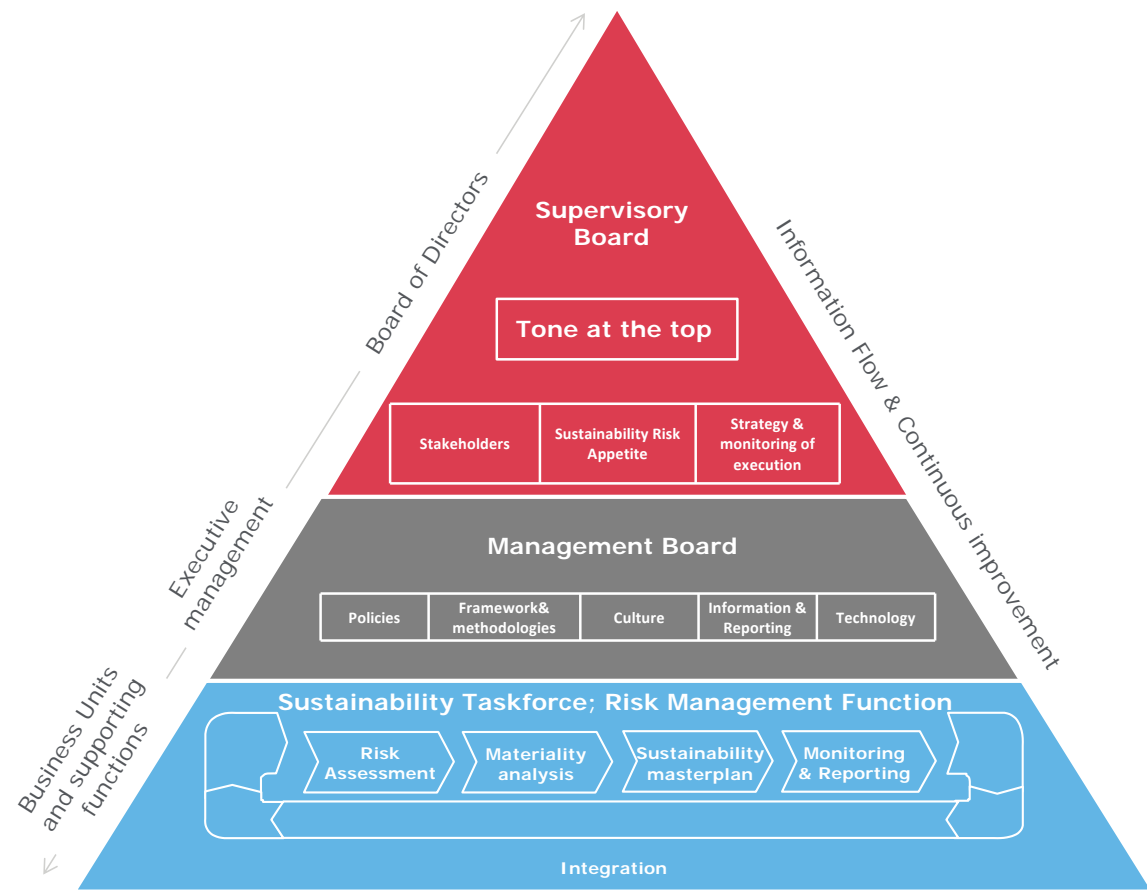 Supervisory
Board
Tone at the top
Stakeholders
Sustainability Risk
Appetite
Strategy &
monitoring of
execution
Management Board
Policies
Framework&
methodologies
Culture
Information &
Reporting
Technology
Sustainability Taskforce; Risk Management Function
Risk
Assessment
Materiality
analysis
Sustainability
masterplan
Monitoring
& Reporting
Integration
Board of Directors
Executive
management
Business Units
and supporting
functions
Information Flow & Continuous improvement